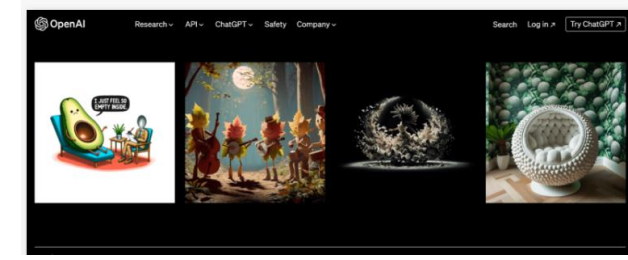 OpenAI Research API ChatGPT Safety Company Search Log in ↗ Try ChatGPT ↗
I JUST FEEL SO
EMPTY INSIDE